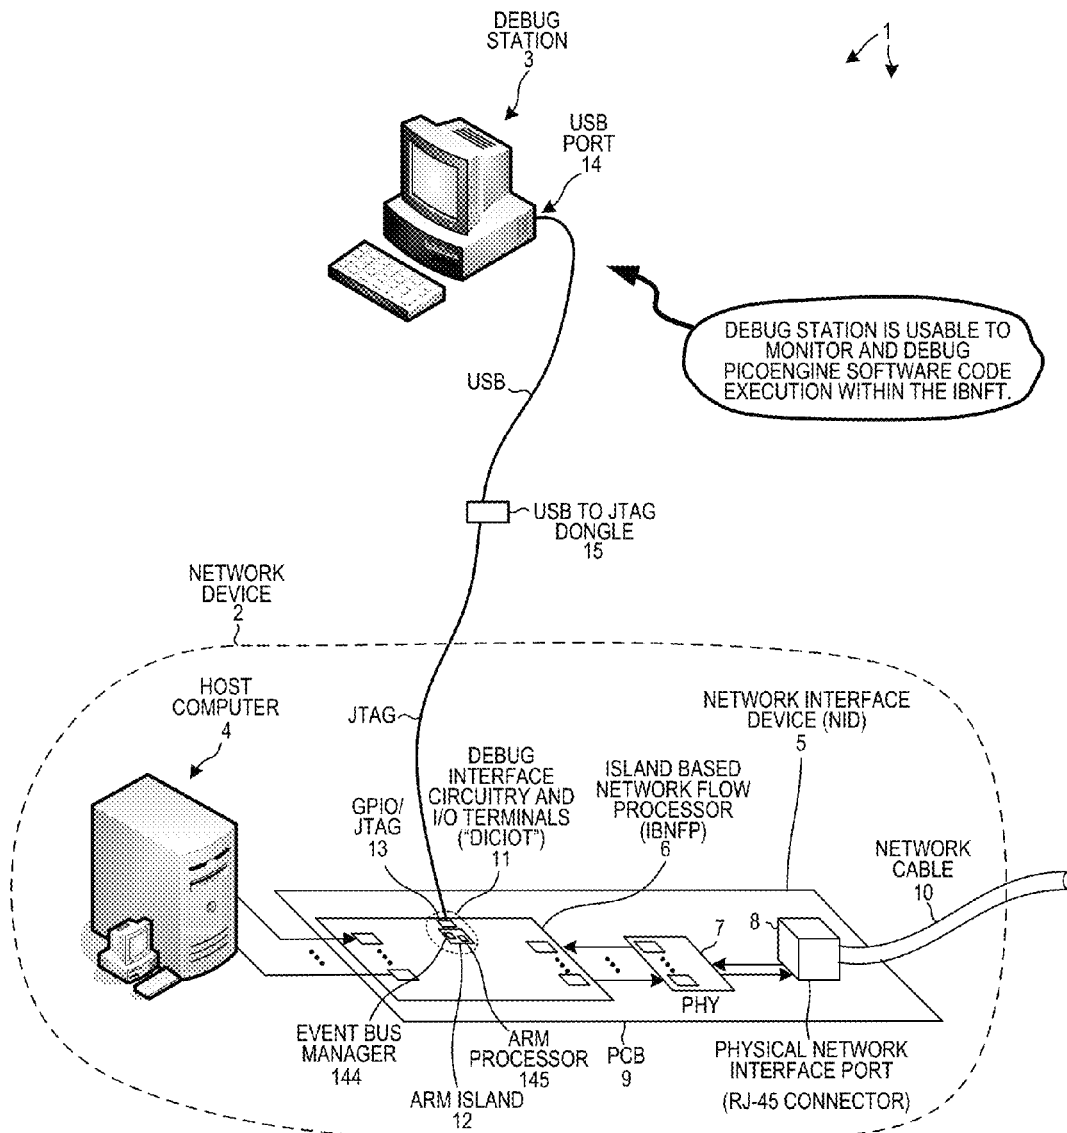 DEBUG
STATION
3
1
USB
PORT
14
DEBUG STATION IS USABLE TO
MONITOR AND DEBUG
PICOENGINE SOFTWARE CODE
EXECUTION WITHIN THE IBNFT.
USB
USB TO JTAG
DONGLE
15
NETWORK
DEVICE
2
HOST
COMPUTER
4
JTAG
NETWORK INTERFACE
DEVICE (NID)
5
DEBUG
INTERFACE
CIRCUITRY AND
I/O TERMINALS
("DICIOT")
11
GPIO/
JTAG
13
ISLAND BASED
NETWORK FLOW
PROCESSOR
(IBNFP)
6
NETWORK
CABLE
10
7
8
PHY
EVENT BUS
MANAGER
144
ARM
PROCESSOR
145
ARM ISLAND
12
PCB
9
PHYSICAL NETWORK
INTERFACE PORT
(RJ-45 CONNECTOR)